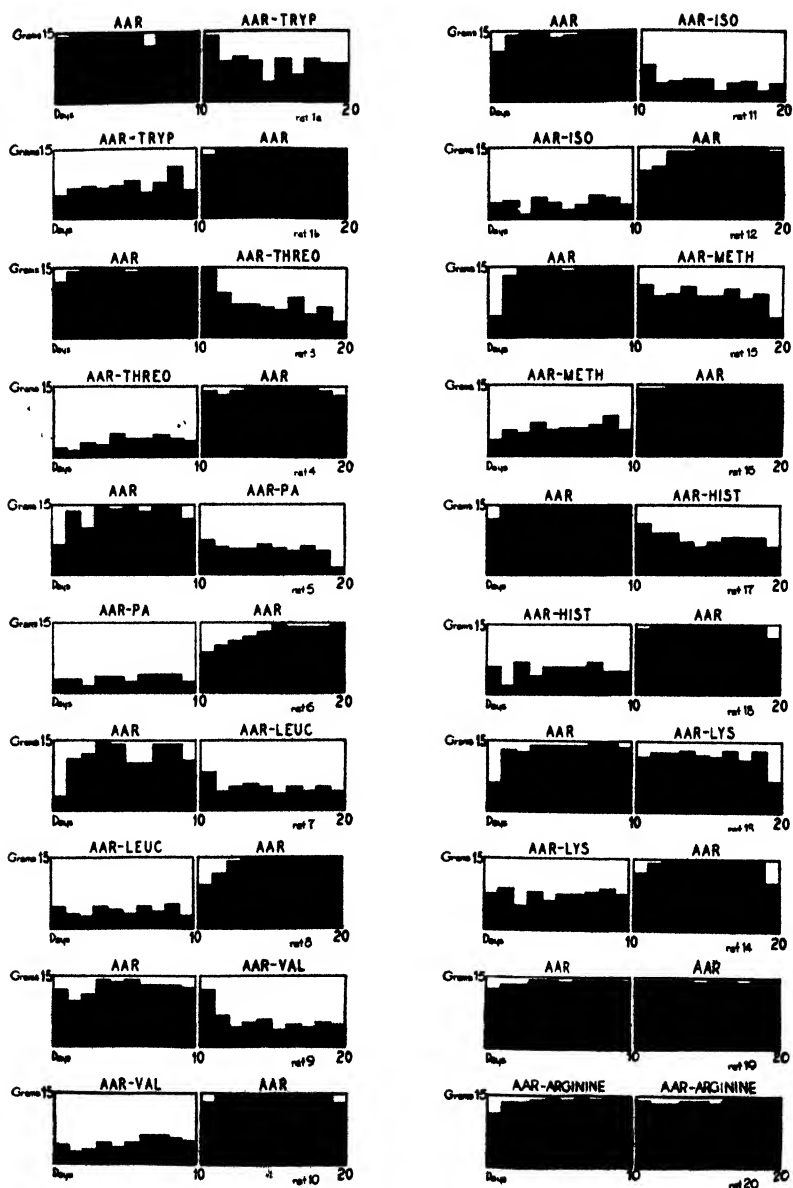 AAR AAR-TRYP
Grams 15
Days 10 rat 1a 20
AAR-TRYP AAR
Grams 15
Days 10 rat 1b 20
AAR AAR-THREO
Grams 15
Days 10 rat 3 20
AAR-THREO AAR
Grams 15
Days 10 rat 4 20
AAR AAR-PA
Grams 15
Days 10 rat 5 20
AAR-PA AAR
Grams 15
Days 10 rat 6 20
AAR AAR-LEUC
Grams 15
Days 10 rat 7 20
AAR-LEUC AAR
Grams 15
Days 10 rat 8 20
AAR AAR-VAL
Grams 15
Days 10 rat 9 20
AAR-VAL AAR
Grams 15
Days 10 rat 10 20
AAR AAR-ISO
Grams 15
Days 10 rat 11 20
AAR-ISO AAR
Grams 15
Days 10 rat 12 20
AAR AAR-METH
Grams 15
Days 10 rat 15 20
AAR-METH AAR
Grams 15
Days 10 rat 16 20
AAR AAR-HIST
Grams 15
Days 10 rat 17 20
AAR-HIST AAR
Grams 15
Days 10 rat 18 20
AAR AAR-LYS
Grams 15
Days 10 rat 20
AAR-LYS AAR
Grams 15
Days 10 rat 14 20
AAR AAR
Grams 15
Days 10 rat 19 20
AAR-ARGININE AAR-ARGININE
Grams 15
Days 10 rat 20 20